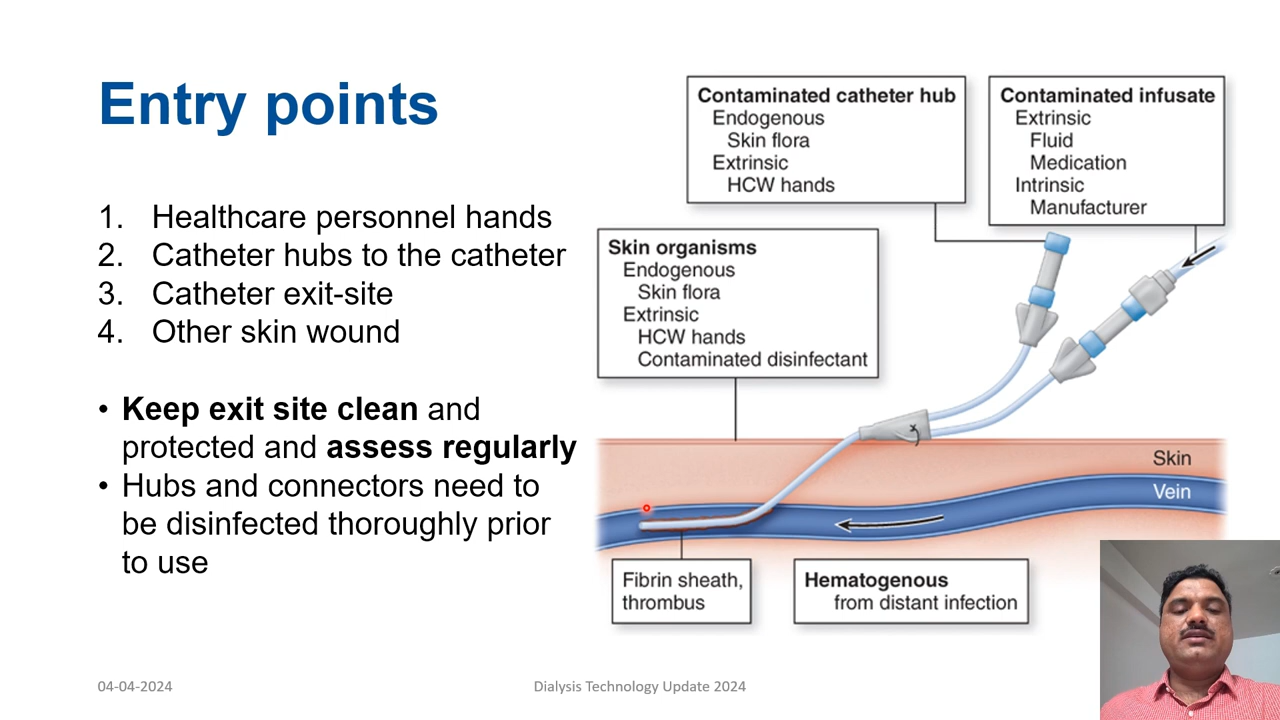 Entry points
1. Healthcare personnel hands
2. Catheter hubs to the catheter
3. Catheter exit-site
4. Other skin wound
• Keep exit site clean and
protected and assess regularly
• Hubs and connectors need to
be disinfected thoroughly prior
to use
Contaminated catheter hub
Endogenous
Skin flora
Extrinsic
HCW hands
Contaminated infusate
Extrinsic
Fluid
Medication
Intrinsic
Manufacturer
Skin organisms
Endogenous
Skin flora
Extrinsic
HCW hands
Contaminated disinfectant
Skin
Vein
Fibrin sheath,
thrombus
Hematogenous
from distant infection
04-04-2024
Dialysis Technology Update 2024